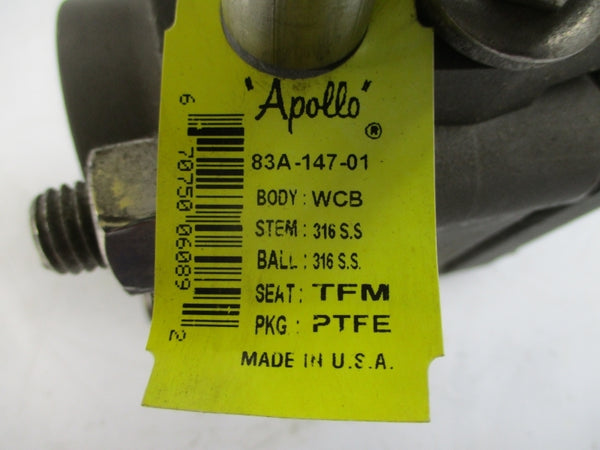 "Apollo"
®
83A-147-01
BODY: WCB
STEM: 316 S.S
BALL: 316 S.S.
SEAT: TFM
PKG: PTFE
MADE IN U.S.A.
6 70750 06089 2